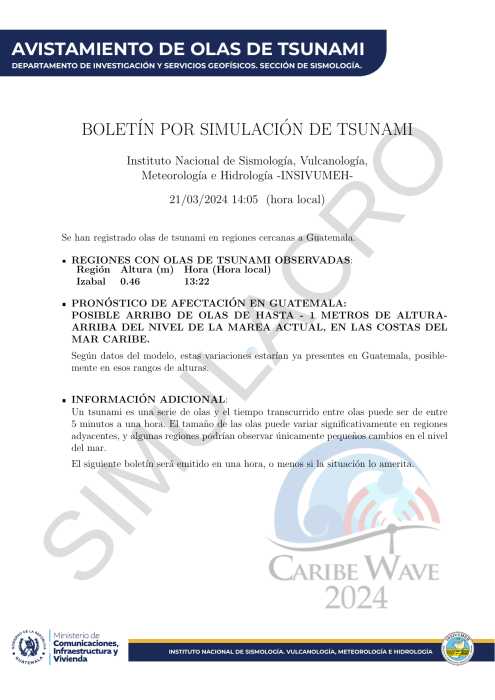 AVISTAMIENTO DE OLAS DE TSUNAMI
DEPARTAMENTO DE INVESTIGACIÓN Y SERVICIOS GEOFÍSICOS. SECCIÓN DE SISMOLOGÍA.
BOLETÍN POR SIMULACIÓN DE TSUNAMI
Instituto Nacional de Sismología, Vulcanología,
Meteorología e Hidrología -INSIVUMEH-
21/03/2024 14:05 (hora local)
Se han registrado olas de tsunami en regiones cercanas a Guatemala.
• REGIONES CON OLAS DE TSUNAMI OBSERVADAS:
Región Altura (m) Hora (Hora local)
Izabal 0.46 13:22
• PRONÓSTICO DE AFECTACIÓN EN GUATEMALA:
POSIBLE ARRIBO DE OLAS DE HASTA - 1 METROS DE ALTURA-
ARRIBA DEL NIVEL DE LA MAREA ACTUAL, EN LAS COSTAS DEL
MAR CARIBE.
Según datos del modelo, estas variaciones estarían ya presentes en Guatemala, posible-
mente en esos rangos de alturas.
• INFORMACIÓN ADICIONAL:
Un tsunami es una serie de olas y el tiempo transcurrido entre olas puede ser de entre
5 minutos a una hora. El tamaño de las olas puede variar significativamente en regiones
adyacentes, y algunas regiones podrían observar únicamente pequeños cambios en el nivel
del mar.
El siguiente boletín será emitido en una hora, o menos si la situación lo amerita.
SIMULACRO
CARIBE WAVE
2024
GOBIERNO DE LA REPÚBLICA
GUATEMALA
Ministerio de
Comunicaciones,
Infraestructura y
Vivienda
INSTITUTO NACIONAL DE SISMOLOGÍA. VULCANOLOGÍA, METEOROLOGÍA E HIDROLOGÍA
INSIVUMEH